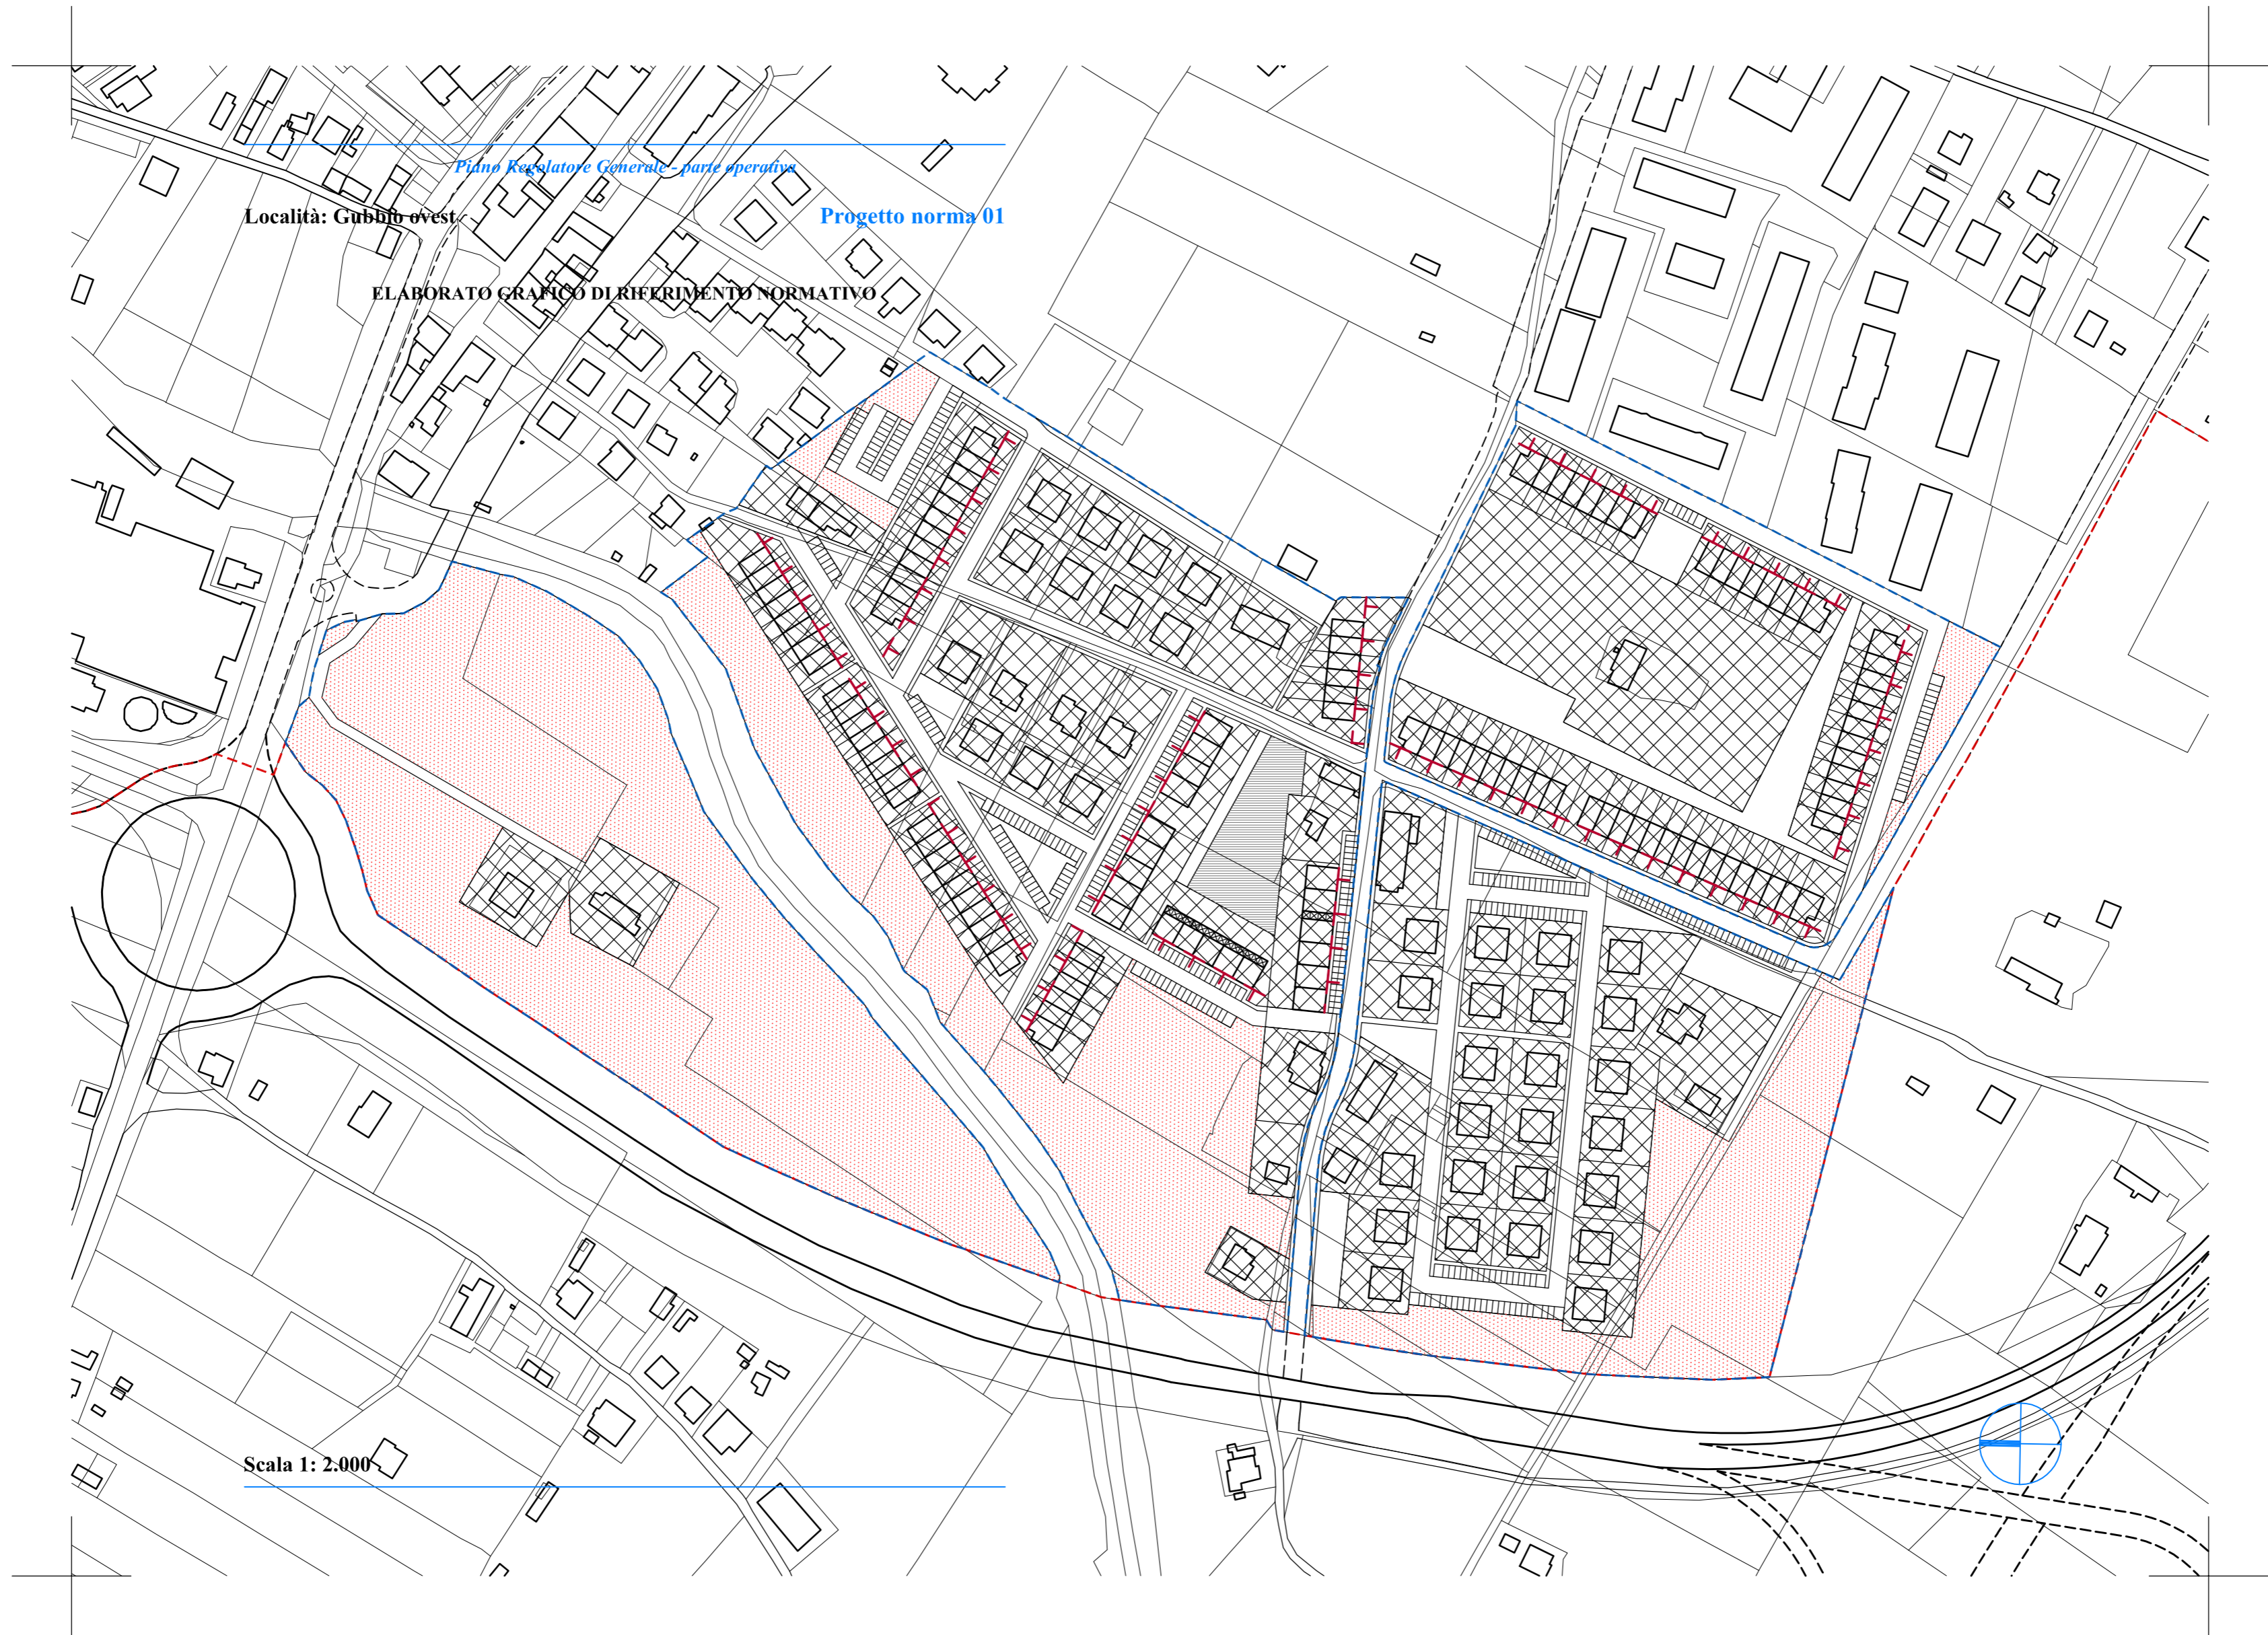 Piano Regolatore Generale - parte operativa
Località: Gubbio ovest
Progetto norma 01
ELABORATO GRAFICO DI RIFERIMENTO NORMATIVO
Scala 1: 2.000